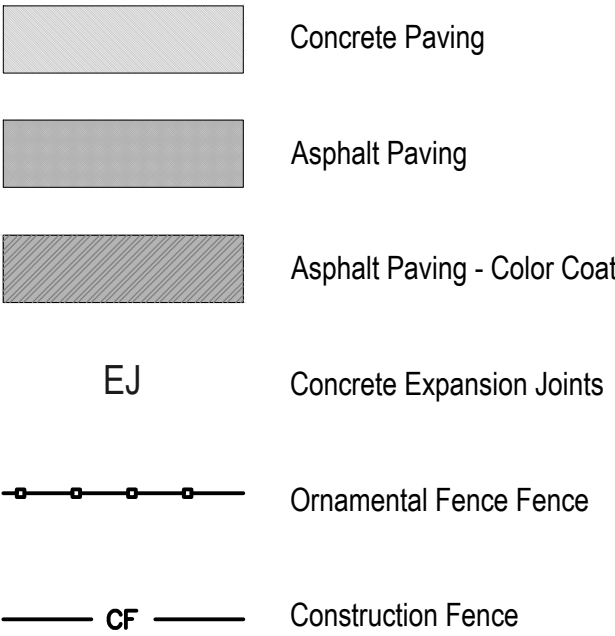 Concrete Paving
Asphalt Paving
Asphalt Paving - Color Coat
EJ Concrete Expansion Joints
Ornamental Fence Fence
CF Construction Fence